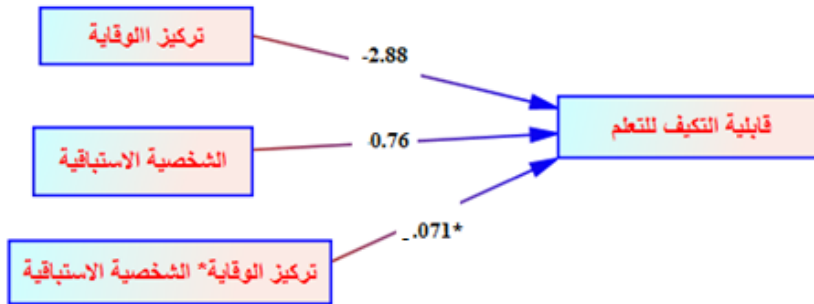 تركيز االوقاية
-2.88
الشخصية الاستباقية
0.76
قابلية التكيف للتعلم
.071*
تركيز الوقاية* الشخصية الاستباقية